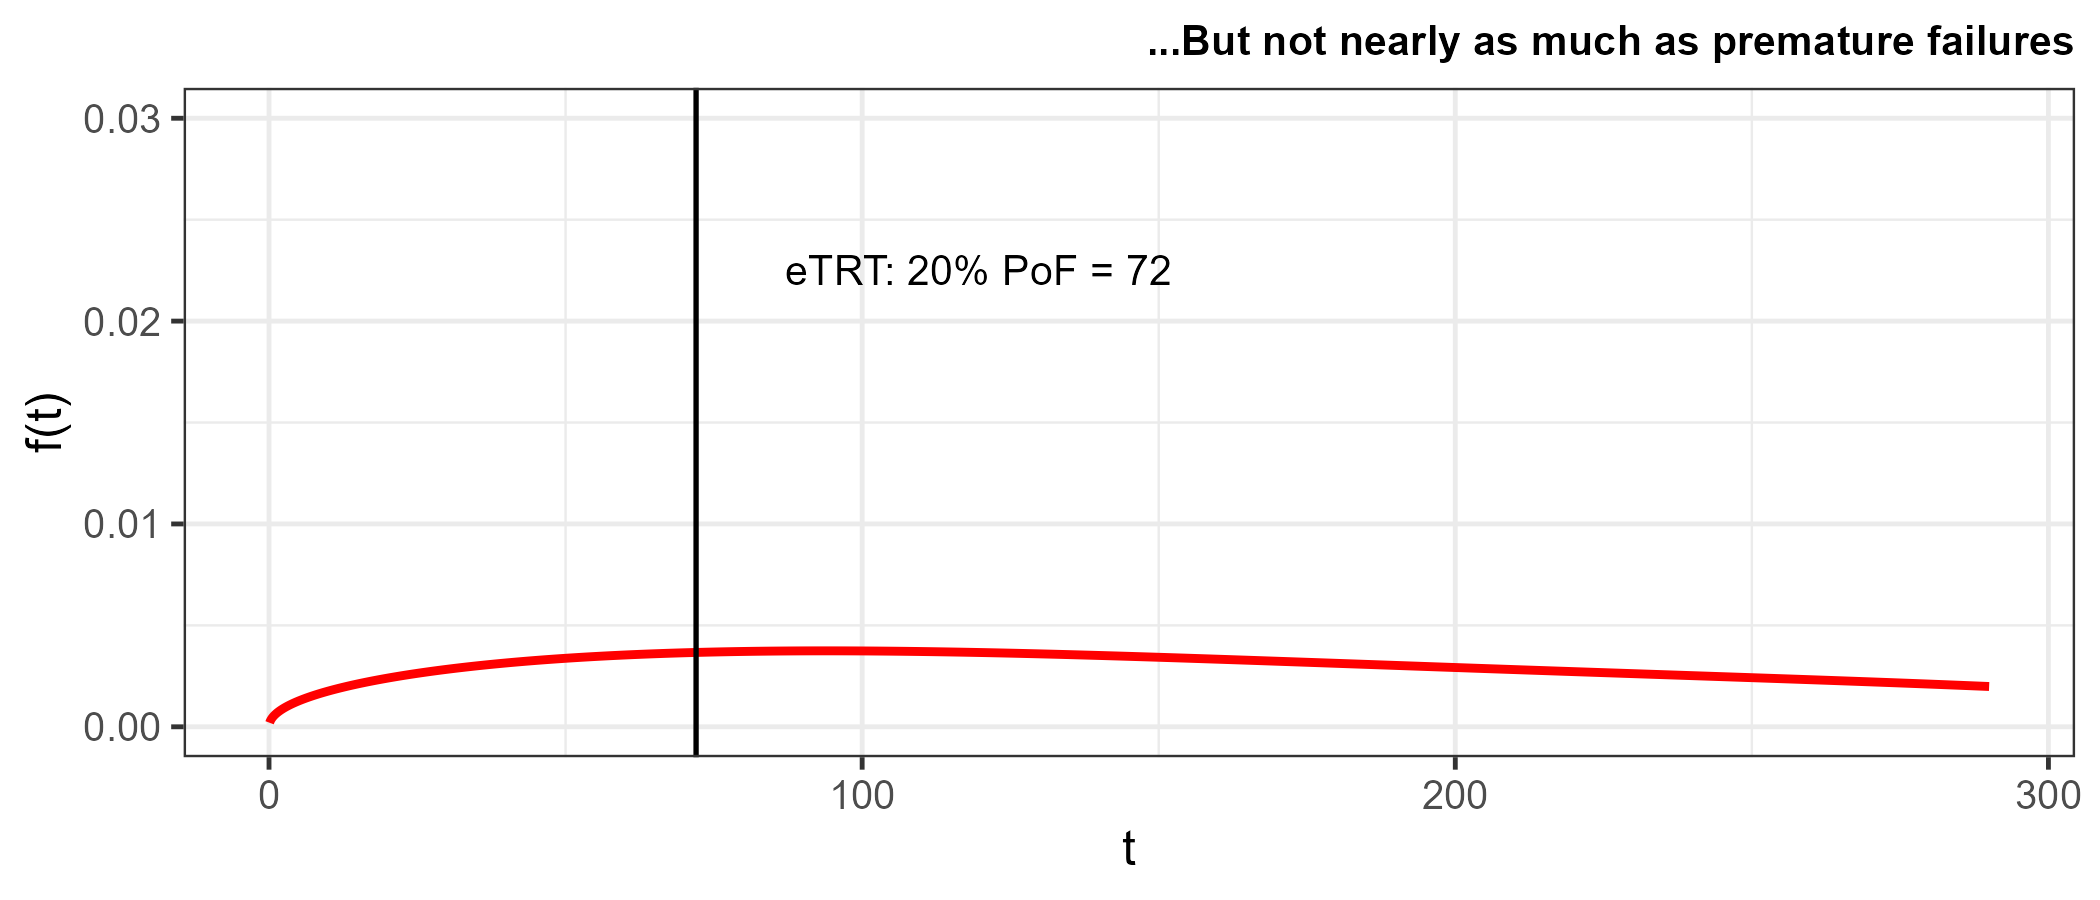 ...But not nearly as much as premature failures
0.03
0.02
0.01
0.00
f(t)
eTRT: 20% PoF = 72
0 100 200 300
t